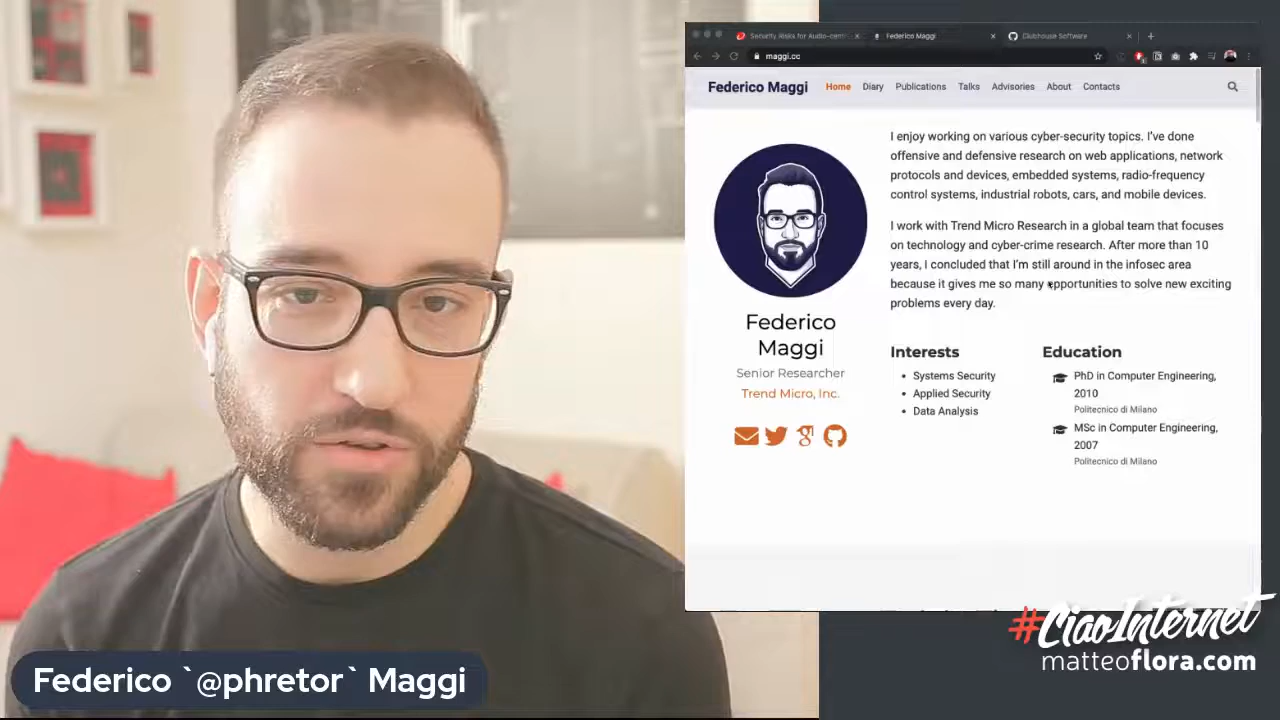 Security Risks for Audio-cent
Federico Maggi
Clubhouse Software
maggi.cc
Federico Maggi
Home
Diary
Publications
Talks
Advisories
About
Contacts
I enjoy working on various cyber-security topics. I've done
offensive and defensive research on web applications, network
protocols and devices, embedded systems, radio-frequency
control systems, industrial robots, cars, and mobile devices.
I work with Trend Micro Research in a global team that focuses
on technology and cyber-crime research. After more than 10
years, I concluded that I'm still around in the infosec area
because it gives me so many opportunities to solve new exciting
problems every day.
Federico
Maggi
Senior Researcher
Trend Micro, Inc.
Interests
Systems Security
Applied Security
Data Analysis
Education
PhD in Computer Engineering,
2010
Politecnico di Milano
MSc in Computer Engineering,
2007
Politecnico di Milano
#CiaoInternet
matteoflora.com
Federico `@phretor` Maggi